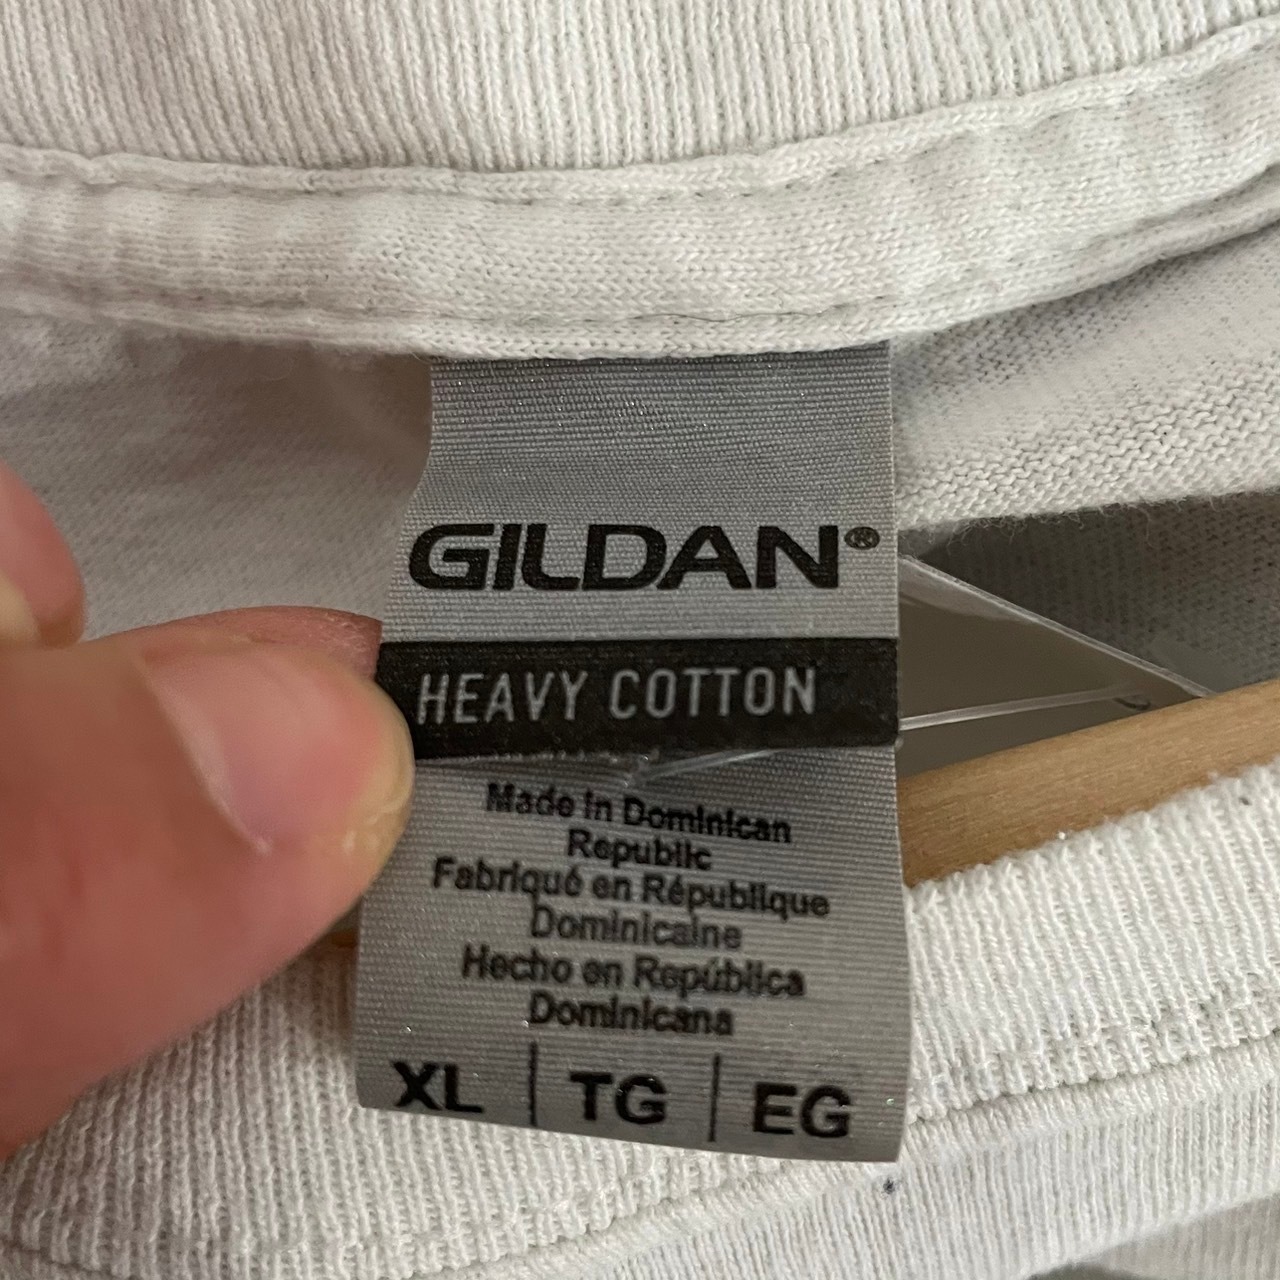 GILDAN®
HEAVY COTTON
Made in Dominican
Republic
Fabriqué en République
Dominicaine
Hecho en República
Dominicana
XL | TG | EG